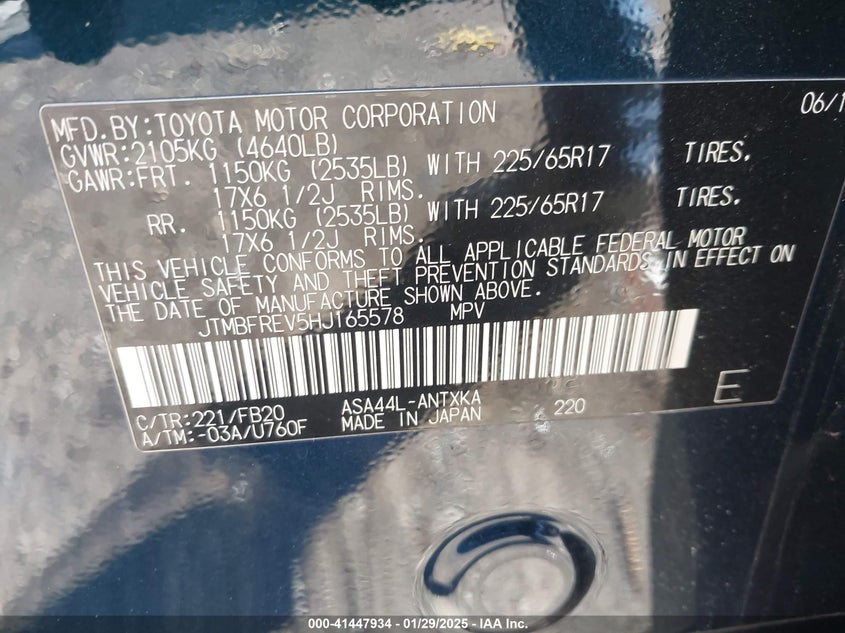 MFD.BY:TOYOTA MOTOR CORPORATION 06/1
GVWR:2105KG (4640LB)
GAWR:FRT. 1150KG (2535LB) WITH 225/65R17 TIRES.
17X6 1/2J RIMS.
RR. 1150KG (2535LB) WITH 225/65R17 TIRES.
17X6 1/2J RIMS.
THIS VEHICLE CONFORMS TO ALL APPLICABLE FEDERAL MOTOR
VEHICLE SAFETY AND THEFT PREVENTION STANDARDS IN EFFECT ON
THE DATE OF MANUFACTURE SHOWN ABOVE.
JTMBFREV5HJ165578 MPV
C/TR:221/FB20 ASA44L-ANTXKA 220 E
A/TM:-03A/U760F MADE IN JAPAN
000-41447934 - 01/29/2025 - IAA Inc.